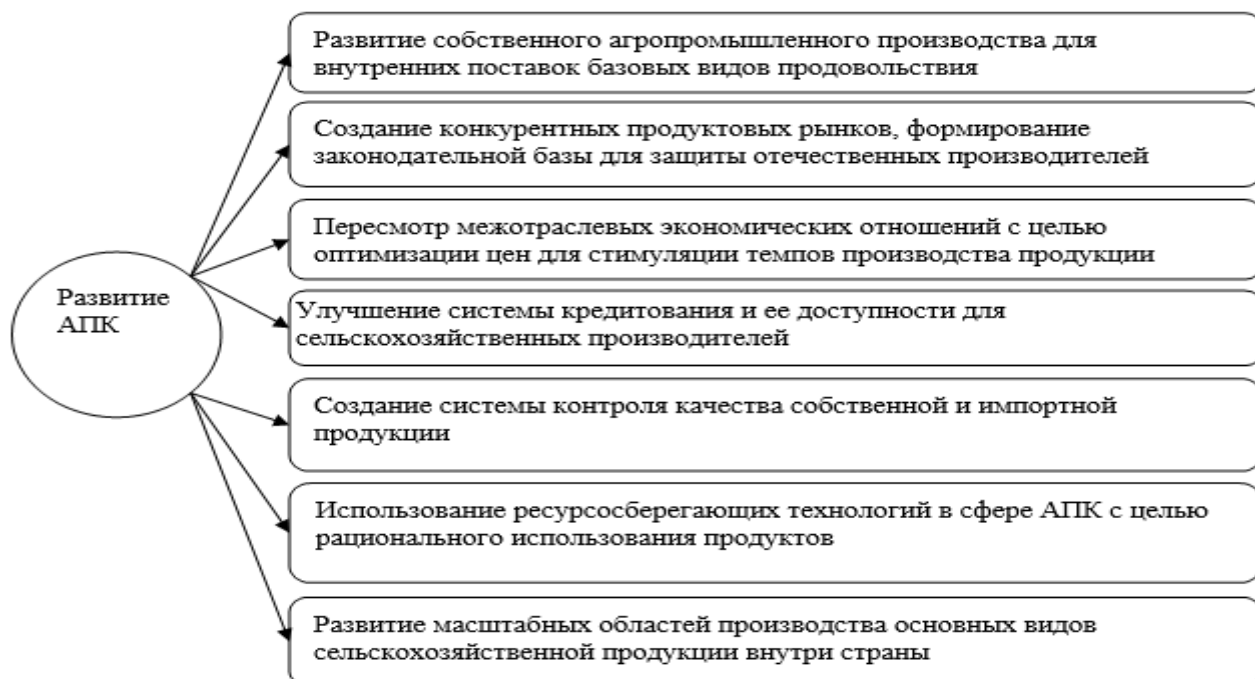 Развитие собственного агропромышленного производства для
внутренних поставок базовых видов продовольствия
Создание конкурентных продуктовых рынков, формирование
законодательной базы для защиты отечественных производителей
Пересмотр межотраслевых экономических отношений с целью
оптимизации цен для стимуляции темпов производства продукции
Развитие
АПК
Улучшение системы кредитования и ее доступности для
сельскохозяйственных производителей
Создание системы контроля качества собственной и импортной
продукции
Использование ресурсосберегающих технологий в сфере АПК с целью
рационального использования продуктов
Развитие масштабных областей производства основных видов
сельскохозяйственной продукции внутри страны